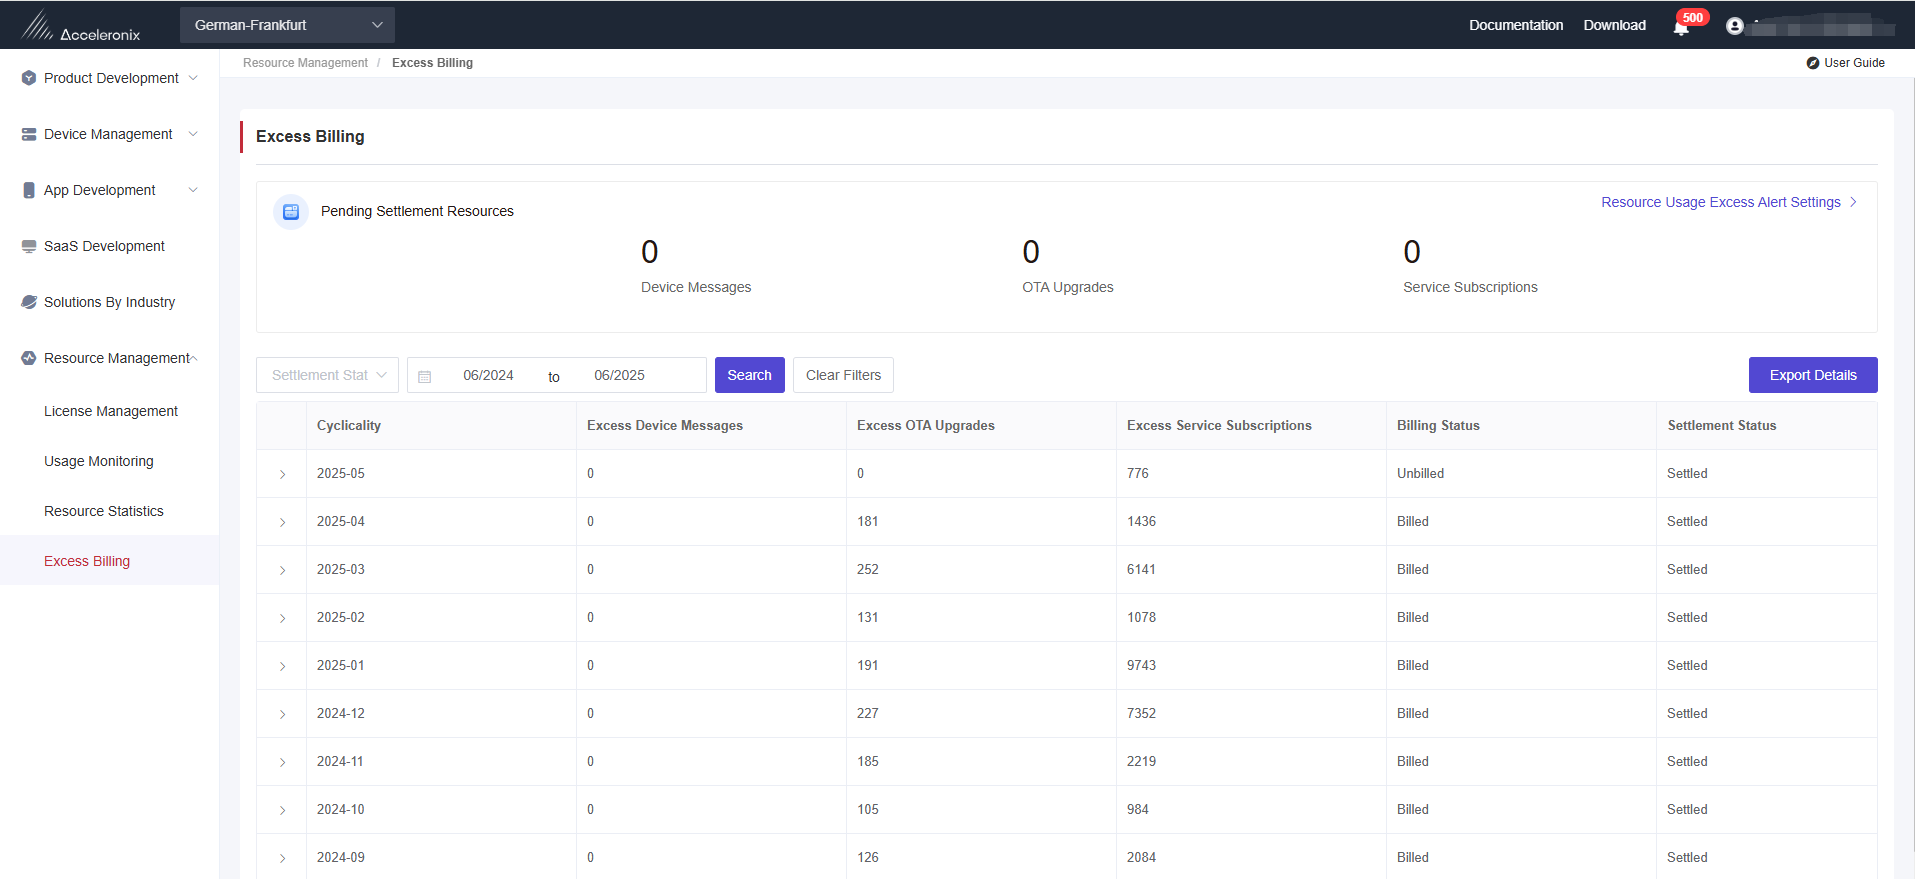 Acceleronix
German-Frankfurt
Documentation
Download
500
Product Development
Device Management
App Development
SaaS Development
Solutions By Industry
Resource Management
License Management
Usage Monitoring
Resource Statistics
Excess Billing
Resource Management / Excess Billing
User Guide
Excess Billing
Pending Settlement Resources
Resource Usage Excess Alert Settings
0
Device Messages
0
OTA Upgrades
0
Service Subscriptions
Settlement Stat
06/2024 to 06/2025
Search
Clear Filters
Export Details
Cyclicality Excess Device Messages Excess OTA Upgrades Excess Service Subscriptions Billing Status Settlement Status
2025-05 0 0 776 Unbilled Settled
2025-04 0 181 1436 Billed Settled
2025-03 0 252 6141 Billed Settled
2025-02 0 131 1078 Billed Settled
2025-01 0 191 9743 Billed Settled
2024-12 0 227 7352 Billed Settled
2024-11 0 185 2219 Billed Settled
2024-10 0 105 984 Billed Settled
2024-09 0 126 2084 Billed Settled